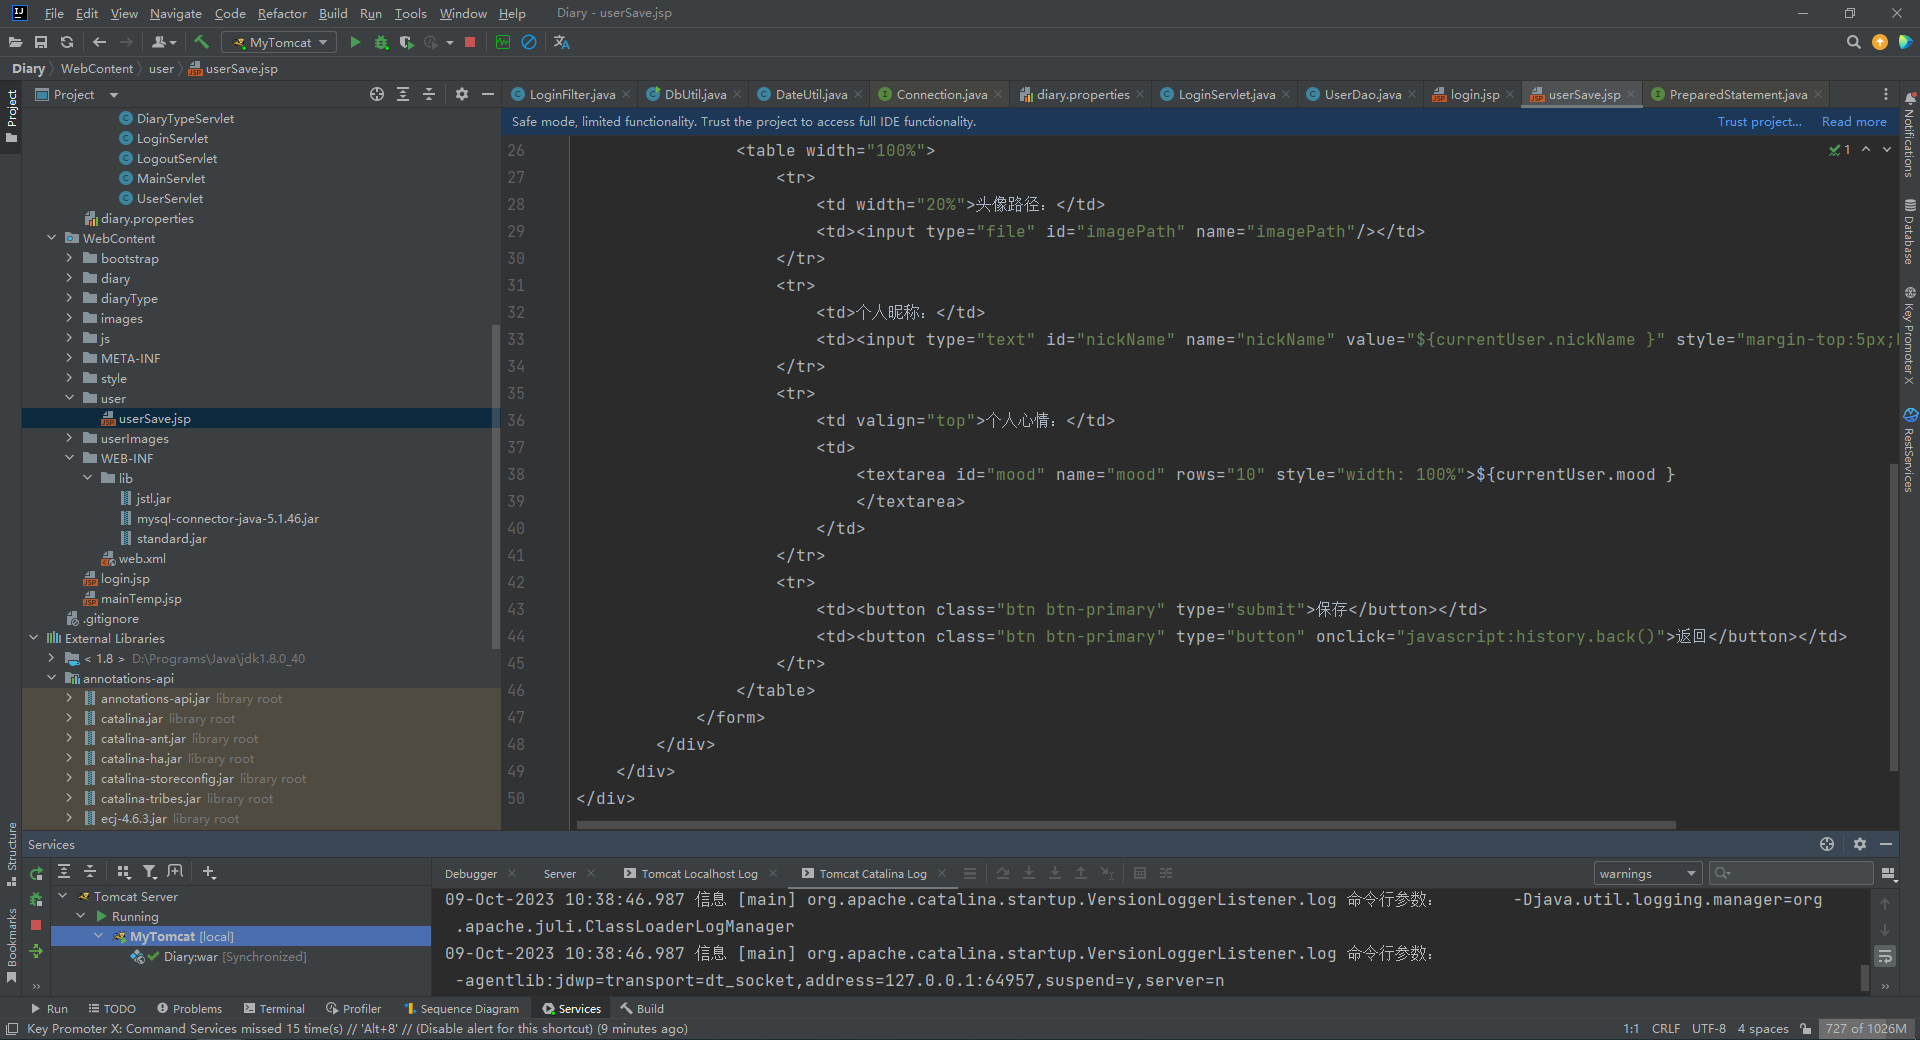 File Edit View Navigate Code Refactor Build Run Tools Window Help Diary - userSave.jsp
MyTomcat
Diary WebContent user userSave.jsp
Project
LoginFilter.java DbUtil.java DateUtil.java Connection.java diary.properties LoginServlet.java UserDao.java login.jsp userSave.jsp PreparedStatement.java
Safe mode, limited functionality. Trust the project to access full IDE functionality. Trust project... Read more
Project
DiaryTypeServlet
LoginServlet
LogoutServlet
MainServlet
UserServlet
diary.properties
WebContent
bootstrap
diary
diaryType
images
js
META-INF
style
user
userSave.jsp
userImages
WEB-INF
lib
jstl.jar
mysql-connector-java-5.1.46.jar
standard.jar
web.xml
login.jsp
mainTemp.jsp
.gitignore
External Libraries
< 1.8 > D:\Programs\Java\jdk1.8.0_40
annotations-api
annotations-api.jar library root
catalina.jar library root
catalina-ant.jar library root
catalina-ha.jar library root
catalina-storeconfig.jar library root
catalina-tribes.jar library root
ecj-4.6.3.jar library root
26 <table width="100%">
27 <tr>
28 <td width="20%">头像路径：</td>
29 <td><input type="file" id="imagePath" name="imagePath"/></td>
30 </tr>
31 <tr>
32 <td>个人昵称：</td>
33 <td><input type="text" id="nickName" name="nickName" value="${currentUser.nickName }" style="margin-top:5px;
34 </tr>
35 <tr>
36 <td valign="top">个人心情：</td>
37 <td>
38 <textarea id="mood" name="mood" rows="10" style="width: 100%">${currentUser.mood }
39 </textarea>
40 </td>
41 </tr>
42 <tr>
43 <td><button class="btn btn-primary" type="submit">保存</button></td>
44 <td><button class="btn btn-primary" type="button" onclick="javascript:history.back()">返回</button></td>
45 </tr>
46 </table>
47 </form>
48 </div>
49 </div>
50 </div>
1
Notifications
Database
Key Promoter X
RestServices
Structure
Bookmarks
Services
Tomcat Server
Running
MyTomcat [local]
Diary:war [Synchronized]
Debugger Server Tomcat Localhost Log Tomcat Catalina Log warnings
09-Oct-2023 10:38:46.987 信息 [main] org.apache.catalina.startup.VersionLoggerListener.log 命令行参数： -Djava.util.logging.manager=org
.apache.juli.ClassLoaderLogManager
09-Oct-2023 10:38:46.987 信息 [main] org.apache.catalina.startup.VersionLoggerListener.log 命令行参数：
-agentlib:jdwp=transport=dt_socket,address=127.0.0.1:64957,suspend=y,server=n
Run TODO Problems Terminal Profiler Sequence Diagram Services Build
Key Promoter X: Command Services missed 15 time(s) // 'Alt+8' // (Disable alert for this shortcut) (9 minutes ago) 1:1 CRLF UTF-8 4 spaces 727 of 1026M